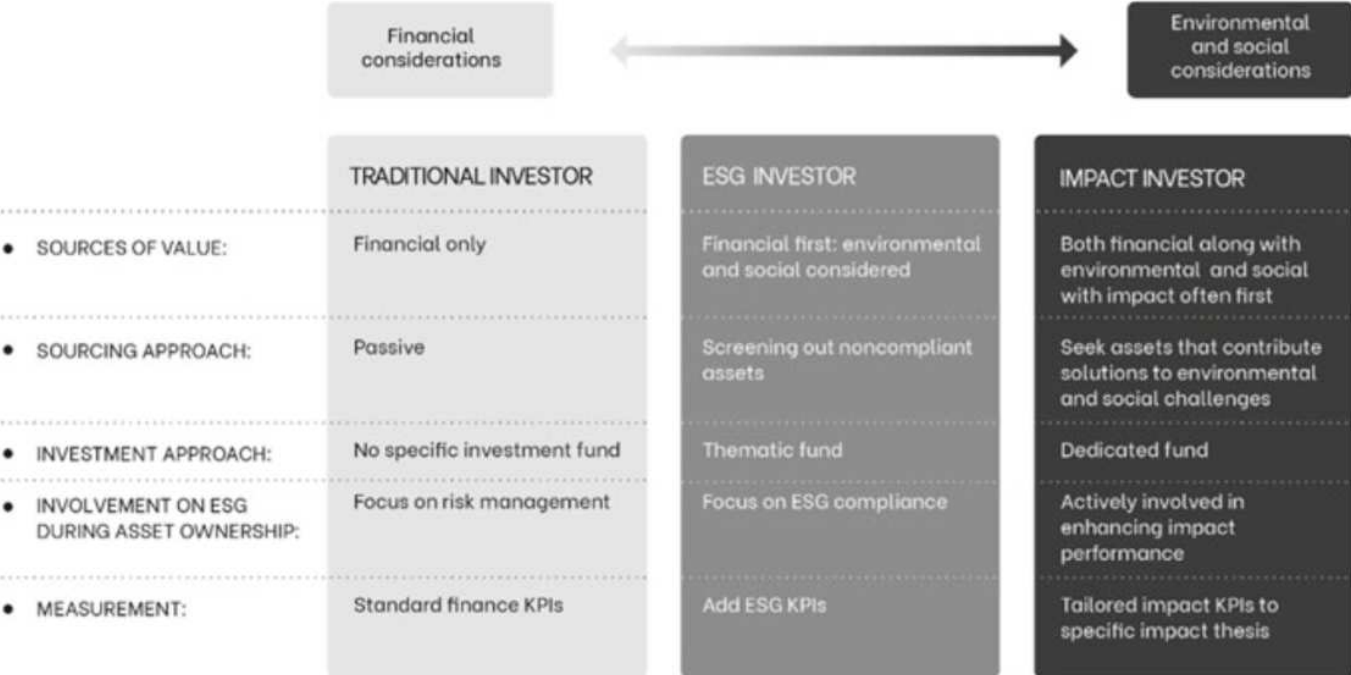 Financial
considerations
Environmental
and social
considerations
TRADITIONAL INVESTOR
ESG INVESTOR
IMPACT INVESTOR
• SOURCES OF VALUE:
Financial only
Financial first: environmental
and social considered
Both financial along with
environmental and social
with impact often first
• SOURCING APPROACH:
Passive
Screening out noncompliant
assets
Seek assets that contribute
solutions to environmental
and social challenges
• INVESTMENT APPROACH:
No specific investment fund
Thematic fund
Dedicated fund
• INVOLVEMENT ON ESG
DURING ASSET OWNERSHIP:
Focus on risk management
Focus on ESG compliance
Actively involved in
enhancing impact
performance
• MEASUREMENT:
Standard finance KPIs
Add ESG KPIs
Tailored impact KPIs to
specific impact thesis